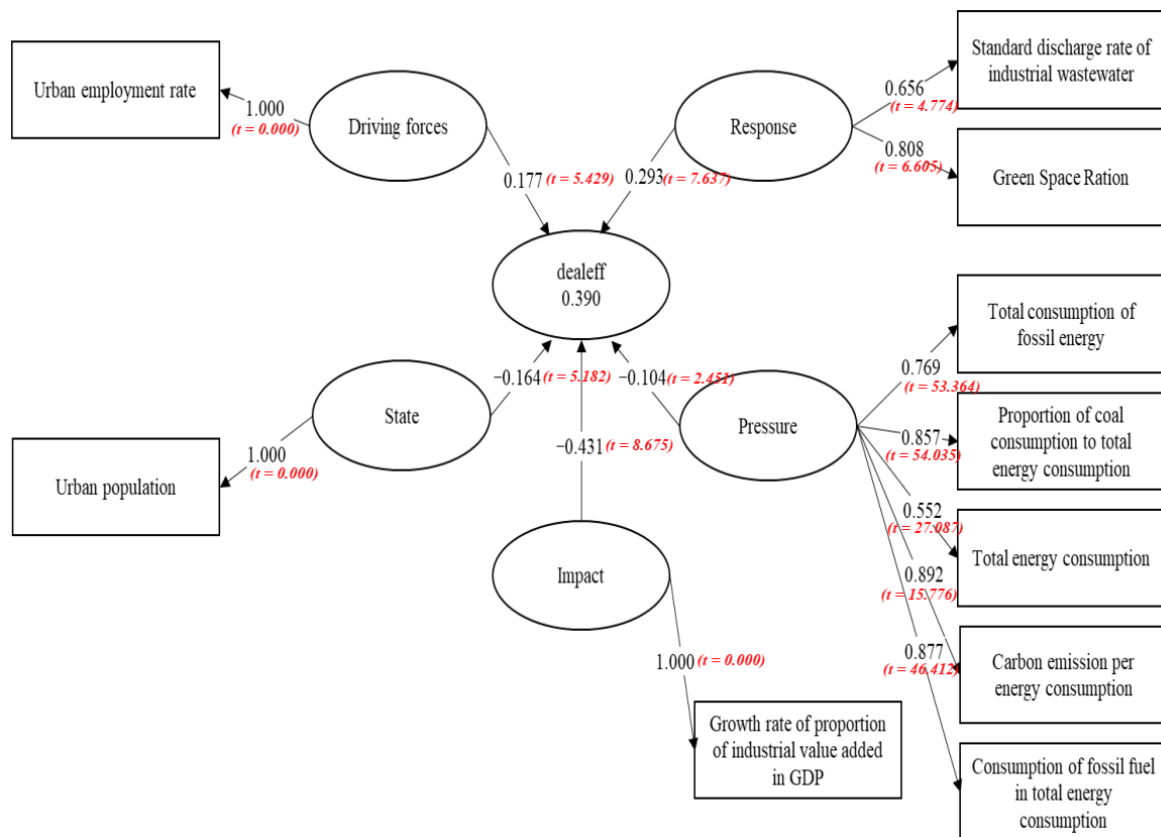 Urban employment rate
1.000
(t = 0.000)
Driving forces
0.177 (t = 5.429)
Response
0.293 (t = 7.637)
0.656
(t = 4.774)
Standard discharge rate of
industrial wastewater
0.808
(t = 6.605)
Green Space Ration
dealeff
0.390
State
−0.164 (t = 5.182)
1.000
(t = 0.000)
Urban population
−0.431 (t = 8.675)
Impact
1.000 (t = 0.000)
Growth rate of proportion
of industrial value added
in GDP
−0.104 (t = 2.451)
Pressure
0.769
(t = 53.364)
Total consumption of
fossil energy
0.857
(t = 54.035)
Proportion of coal
consumption to total
energy consumption
0.552
(t = 27.087)
Total energy consumption
0.892
(t = 15.776)
Carbon emission per
energy consumption
0.877
(t = 46.412)
Consumption of fossil fuel
in total energy
consumption